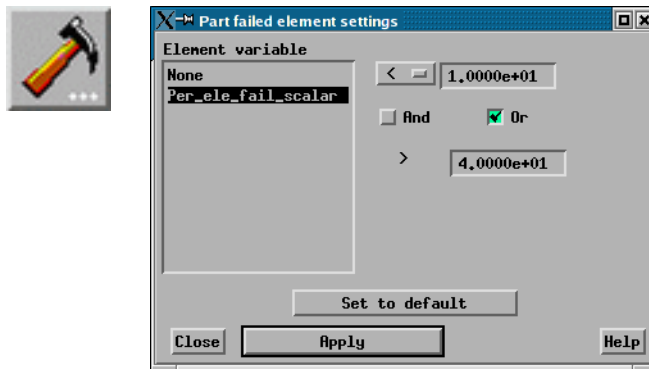 Part failed element settings
Element variable
None
Per_ele_fail_scalar
< 1.0000e+01
And Or
> 4.0000e+01
Set to default
Close Apply Help